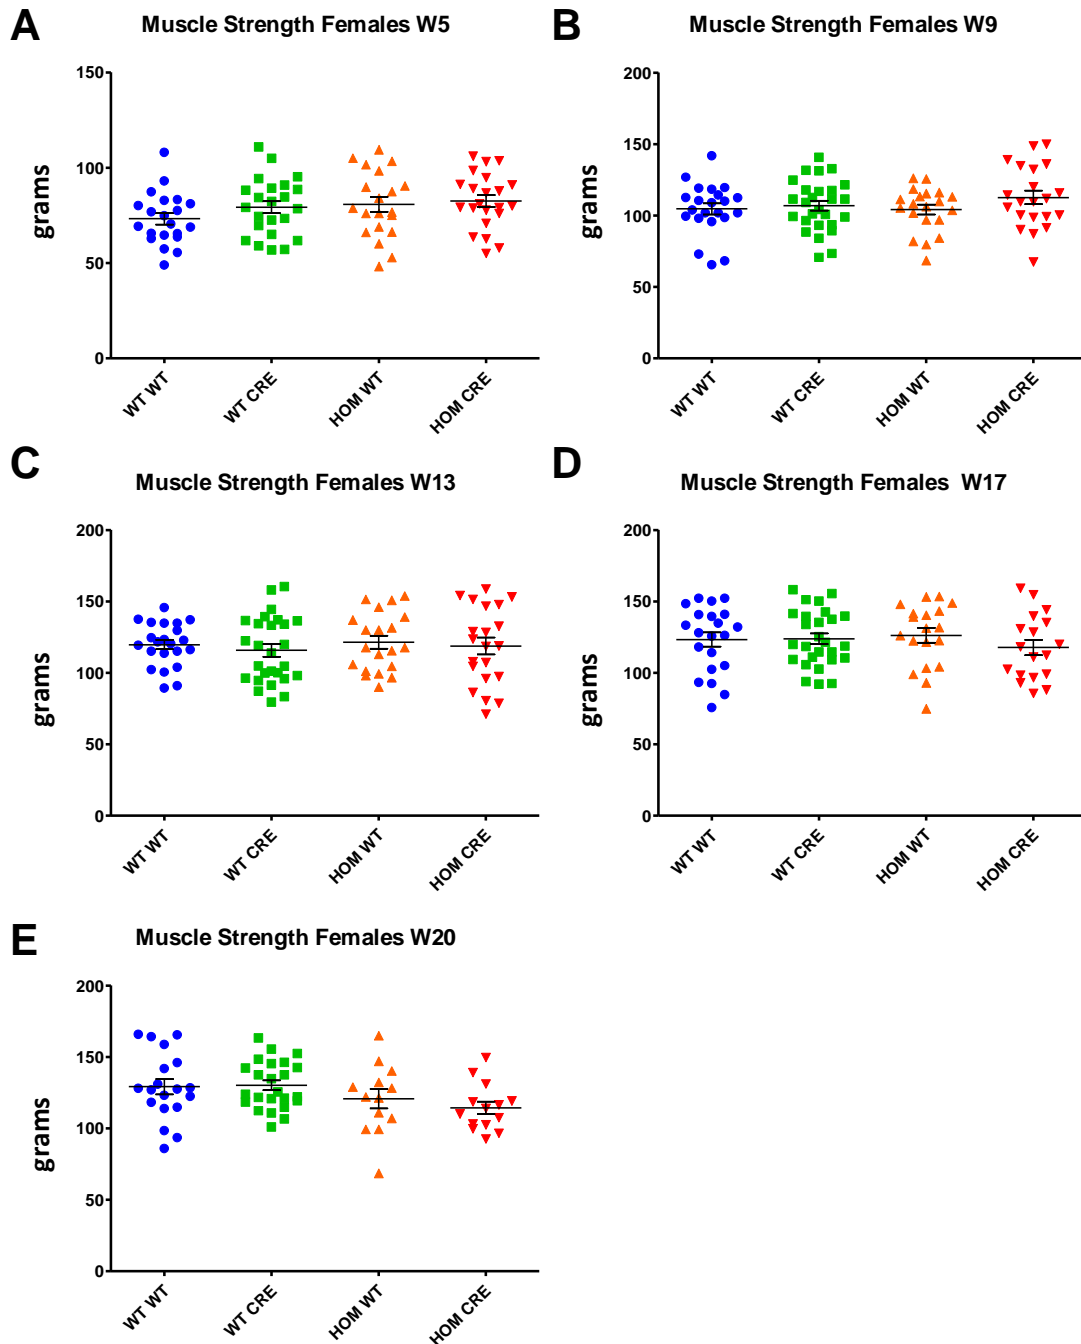 A
Muscle Strength Females W5
150
100
50
0
grams
WT WT
WT CRE
HOM WT
HOM CRE
B
Muscle Strength Females W9
200
150
100
50
0
grams
WT WT
WT CRE
HOM WT
HOM CRE
C
Muscle Strength Females W13
200
150
100
50
0
grams
WT WT
WT CRE
HOM WT
HOM CRE
D
Muscle Strength Females  W17
200
150
100
50
0
grams
WT WT
WT CRE
HOM WT
HOM CRE
E
Muscle Strength Females W20
200
150
100
50
0
grams
WT WT
WT CRE
HOM WT
HOM CRE